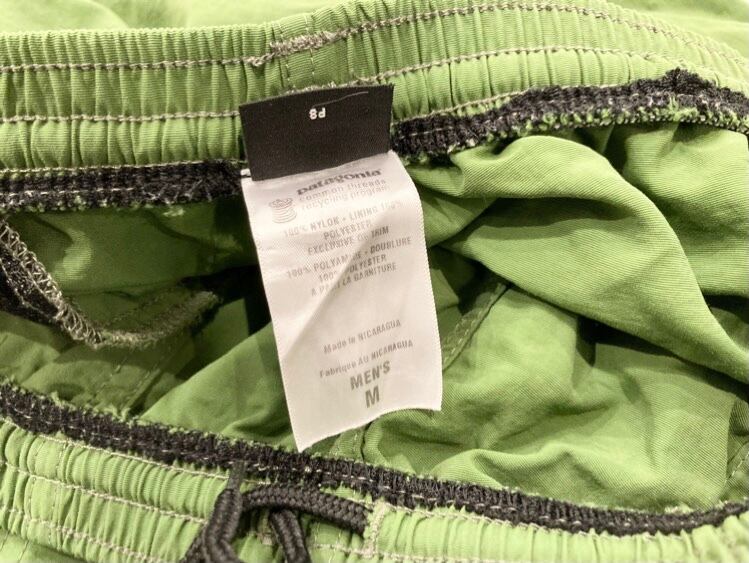 P8
patagonia
common threads
recycling program
100% NYLON - LINING 100%
POLYESTER
EXCLUSIVE OF TRIM
100% POLYAMIDE - DOUBLURE
100% POLYESTER
A PART LA GARNITURE
Made in NICARAGUA
Fabriqué AU NICARAGUA
MEN'S
M